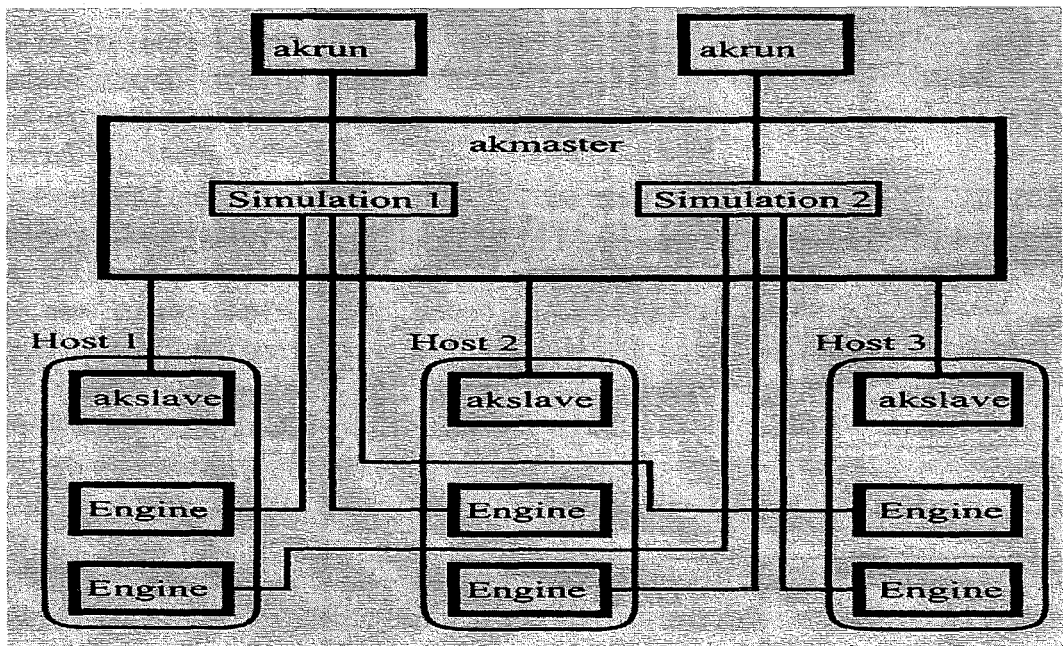 akrun
akrun
akmaster
Simulation 1
Simulation 2
Host 1
Host 2
Host 3
akslave
akslave
akslave
Engine
Engine
Engine
Engine
Engine
Engine